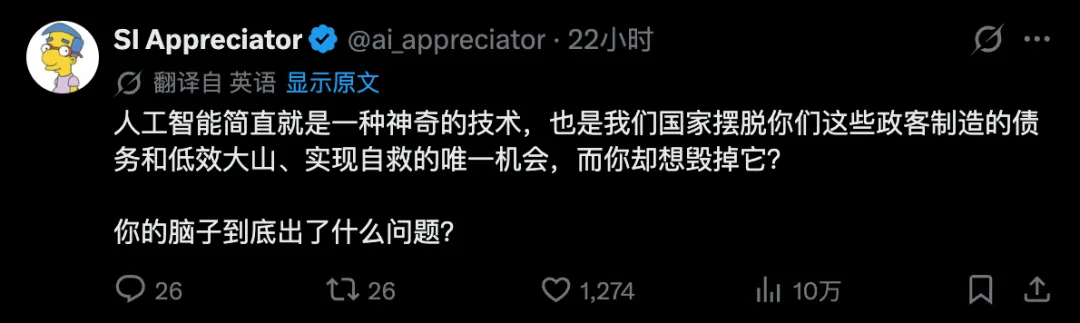 SI Appreciator @ai_appreciator · 22小时
翻译自 英语 显示原文
人工智能简直就是一种神奇的技术，也是我们国家摆脱你们这些政客制造的债
务和低效大山、实现自救的唯一机会，而你却想毁掉它？
你的脑子到底出了什么问题？
26 26 1,274 10万